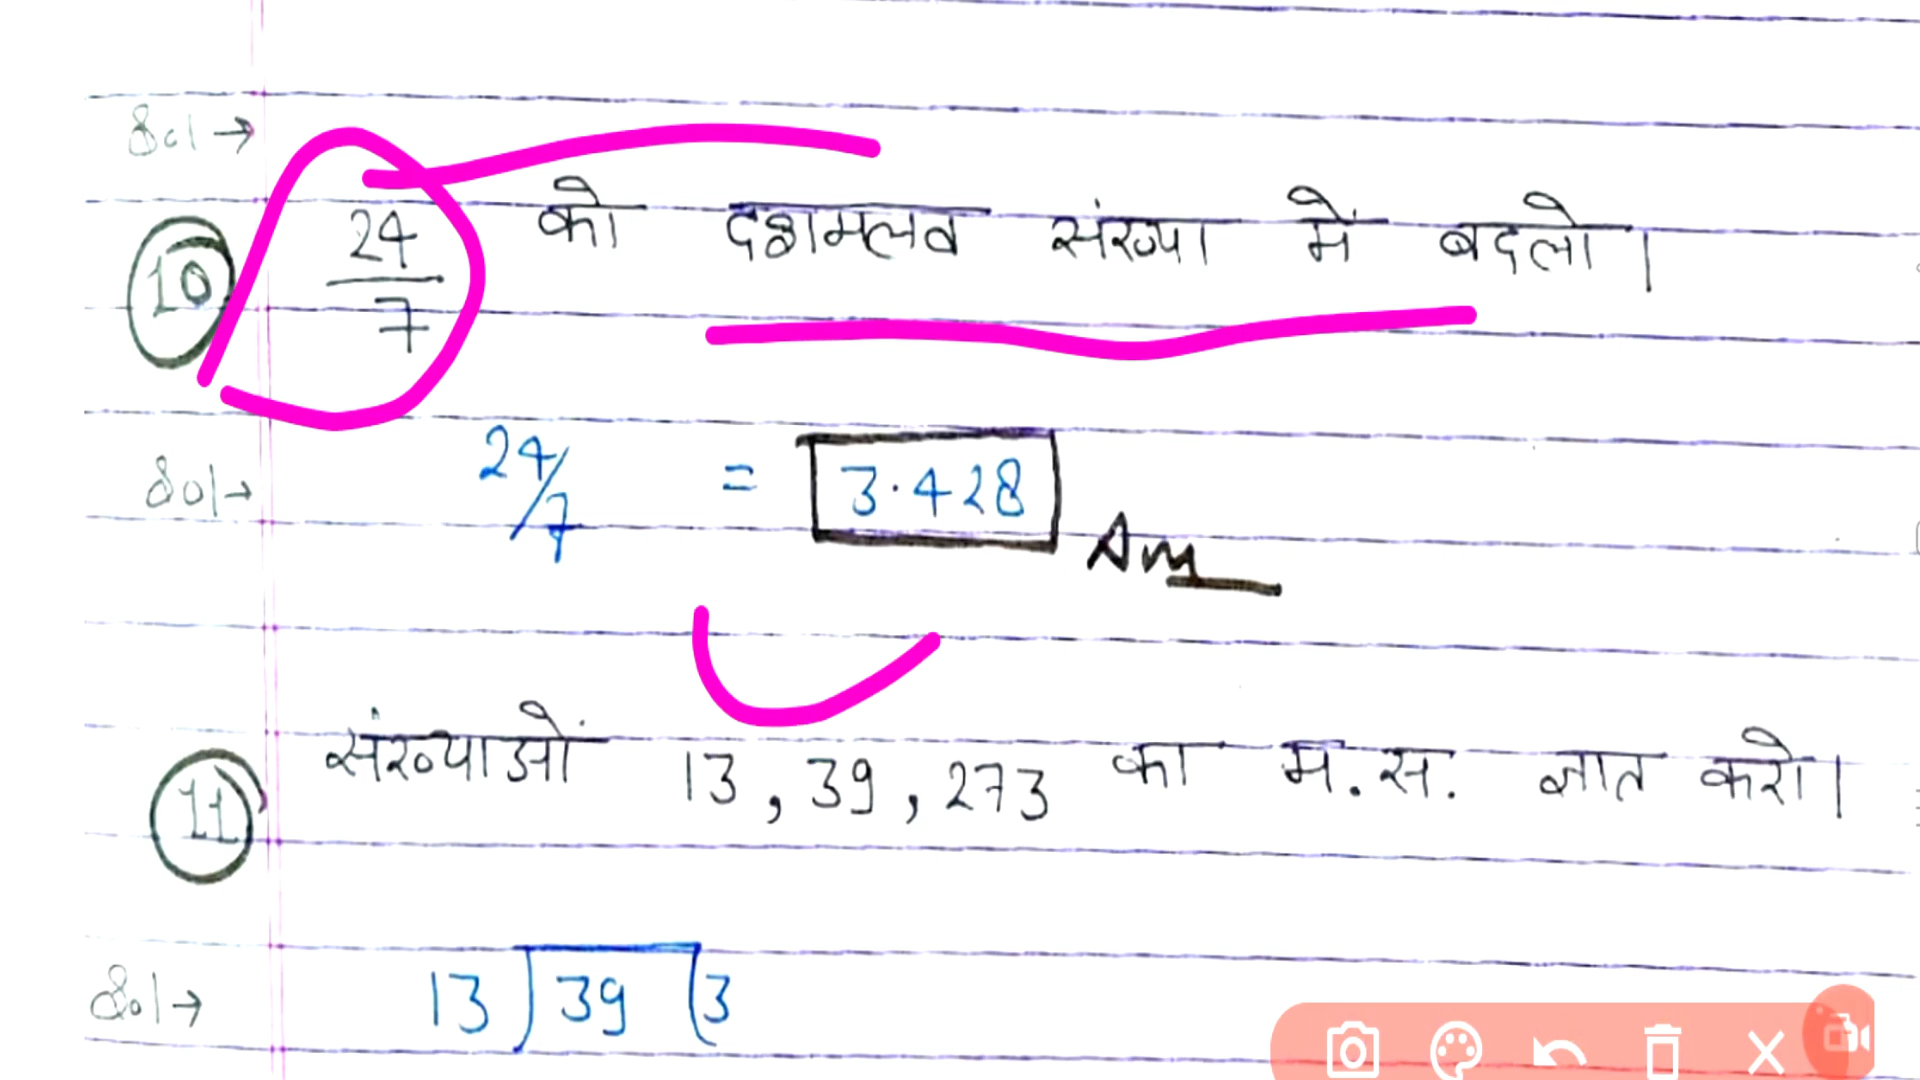 Sol→
10 24/7 को दशमलव संख्या में बदलो।
Sol→ 24/7 = 3.428 Ans
11 संख्याओं 13, 39, 273 का म.स. ज्ञात करो।
Sol→ 13)39(3